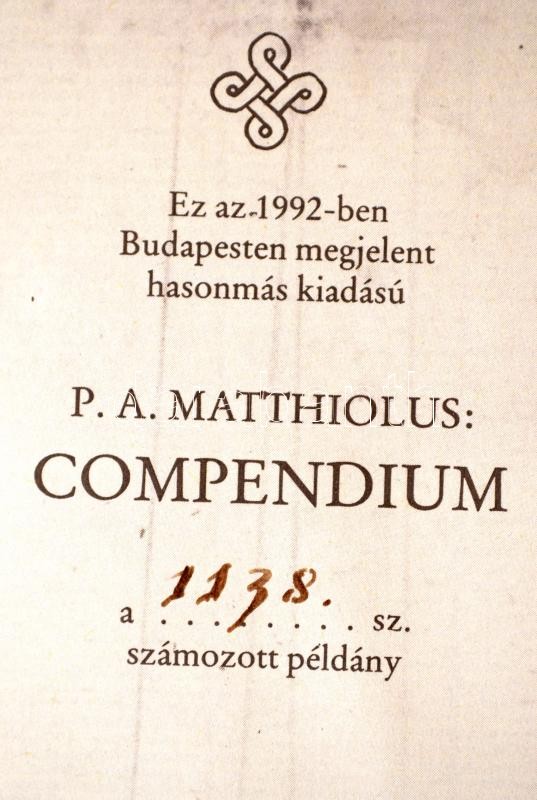 Ez az 1992-ben
Budapesten megjelent
hasonmás kiadású
P. A. MATTHIOLUS:
COMPENDIUM
a 1138. sz.
számozott példány